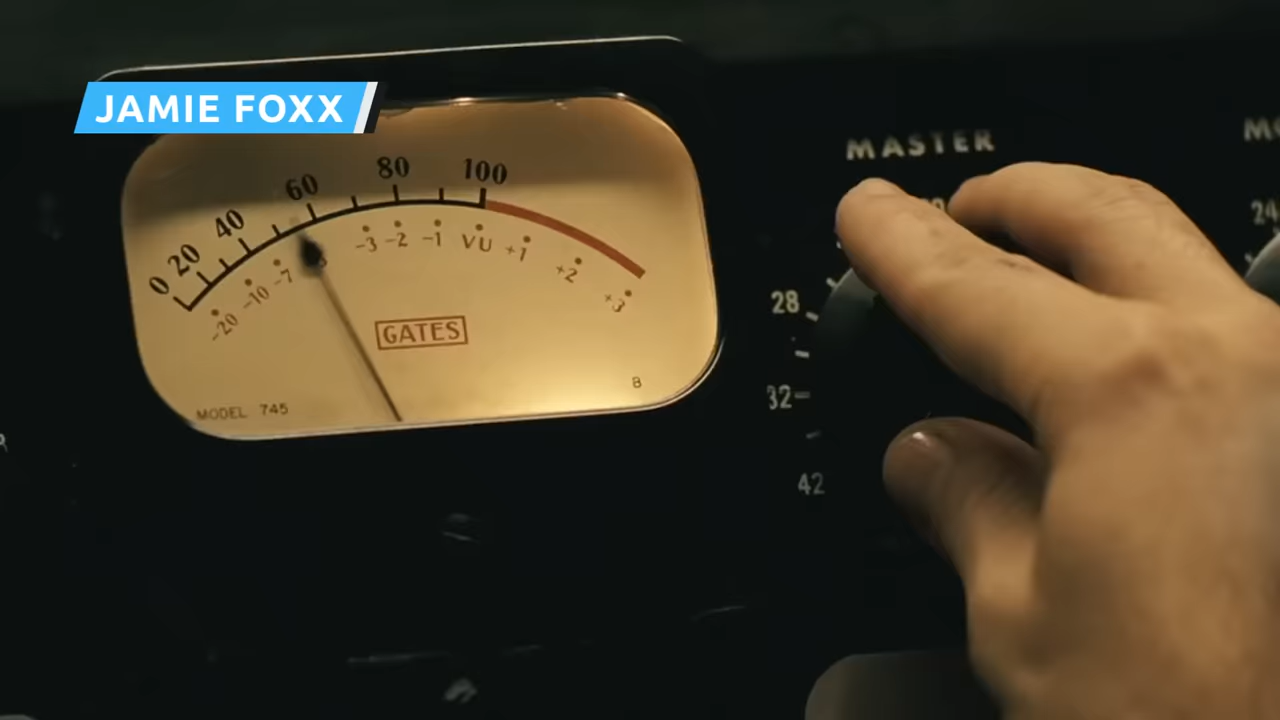 JAMIE FOXX
MASTER
0 20 40 60 80 100
-20 -10 -7 -3 -2 -1 VU +1 +2 +3
GATES
B
MODEL 745
28
32
42
24